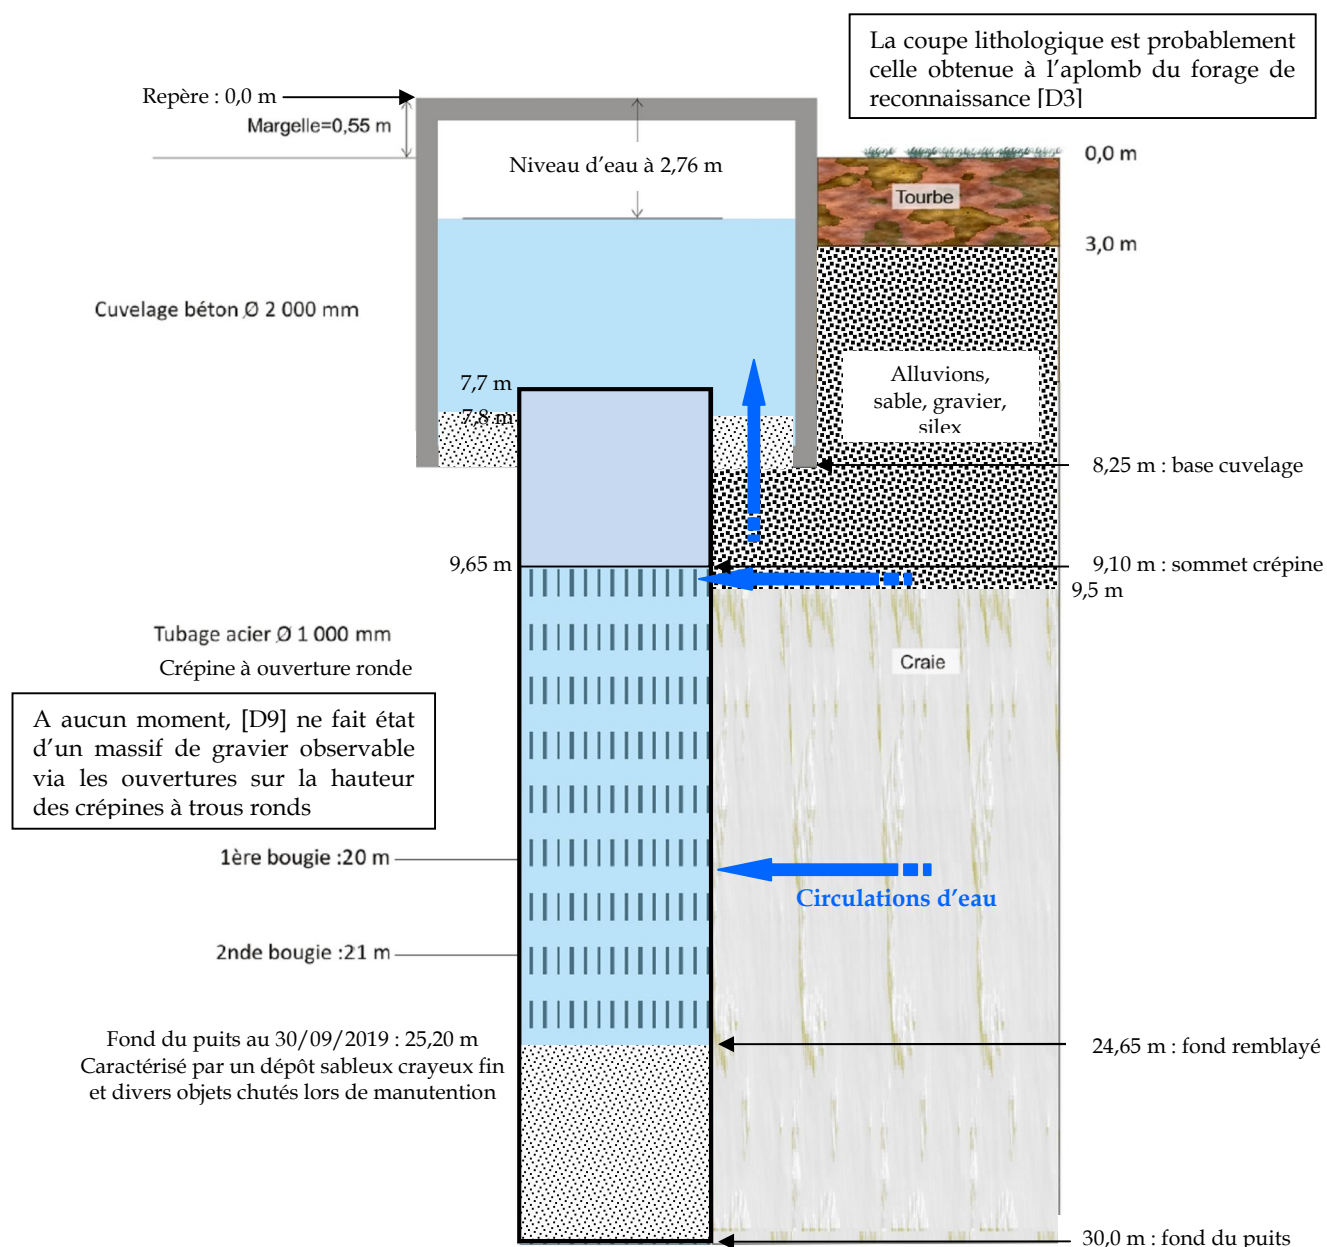 La coupe lithologique est probablement
celle obtenue à l’aplomb du forage de
reconnaissance [D3]
Repère : 0,0 m
Margelle=0,55 m
Niveau d’eau à 2,76 m
0,0 m
Tourbe
3,0 m
Cuvelage béton Ø 2 000 mm
Alluvions,
sable, gravier,
silex
7,7 m
7,8 m
8,25 m : base cuvelage
9,65 m
9,10 m : sommet crépine
9,5 m
Tubage acier Ø 1 000 mm
Crépine à ouverture ronde
Craie
A aucun moment, [D9] ne fait état
d’un massif de gravier observable
via les ouvertures sur la hauteur
des crépines à trous ronds
1ère bougie :20 m
Circulations d’eau
2nde bougie :21 m
Fond du puits au 30/09/2019 : 25,20 m
Caractérisé par un dépôt sableux crayeux fin
et divers objets chutés lors de manutention
24,65 m : fond remblayé
30,0 m : fond du puits